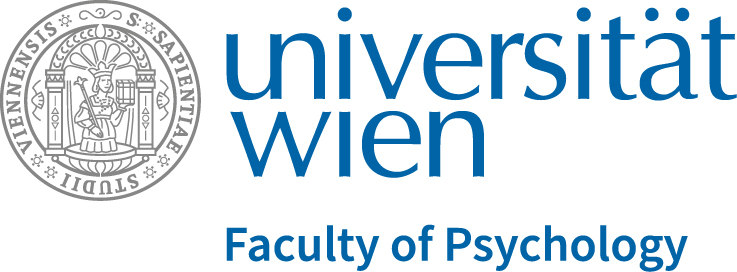 S: SAPIENTIAE STUDII VIENNENSIS
universität
wien
Faculty of Psychology